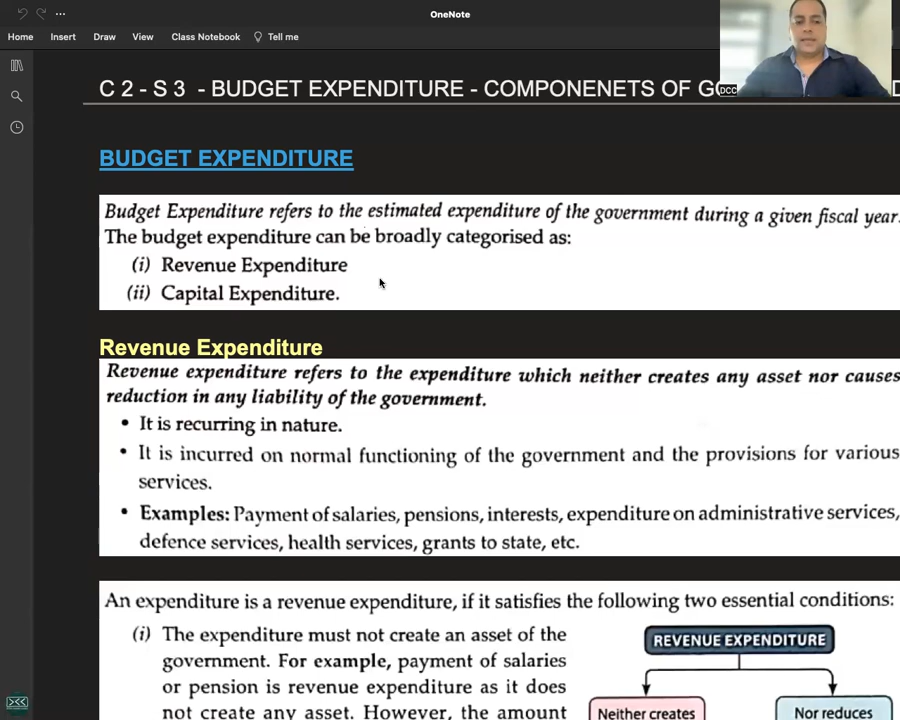 OneNote
Home Insert Draw View Class Notebook Tell me
DCC
C 2 - S 3 - BUDGET EXPENDITURE - COMPONENETS OF
BUDGET EXPENDITURE
Budget Expenditure refers to the estimated expenditure of the government during a given fiscal year.
The budget expenditure can be broadly categorised as:
(i) Revenue Expenditure
(ii) Capital Expenditure.
Revenue Expenditure
Revenue expenditure refers to the expenditure which neither creates any asset nor causes
reduction in any liability of the government.
• It is recurring in nature.
• It is incurred on normal functioning of the government and the provisions for various
services.
• Examples: Payment of salaries, pensions, interests, expenditure on administrative services,
defence services, health services, grants to state, etc.
An expenditure is a revenue expenditure, if it satisfies the following two essential conditions:
(i) The expenditure must not create an asset of the
government. For example, payment of salaries
or pension is revenue expenditure as it does
not create any asset. However, the amount
REVENUE EXPENDITURE
Neither creates
Nor reduces